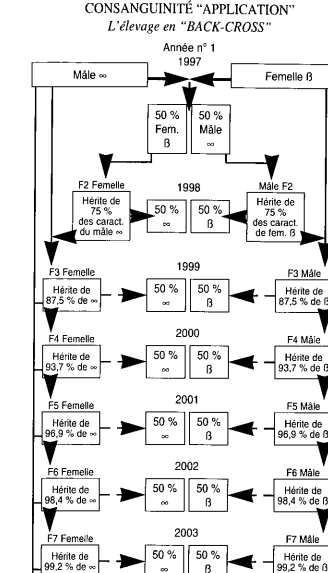 CONSANGUINITÉ “APPLICATION”
L'élevage en “BACK-CROSS”
Année n° 1
1997
Mâle ∞
Femelle ß
50 %
Fem.
ß
50 %
Mâle
∞
F2 Femelle
1998
Mâle F2
Hérite de
75 %
des caract.
du mâle ∞
50 %
∞
50 %
ß
Hérite de
75 %
des caract.
de fem. ß
F3 Femelle
1999
F3 Mâle
Hérite de
87,5 % de ∞
50 %
∞
50 %
ß
Hérite de
87,5 % de ß
F4 Femelle
2000
F4 Mâle
Hérite de
93,7 % de ∞
50 %
∞
50 %
ß
Hérite de
93,7 % de ß
F5 Femelle
2001
F5 Mâle
Hérite de
96,9 % de ∞
50 %
∞
50 %
ß
Hérite de
96,9 % de ß
F6 Femelle
2002
F6 Mâle
Hérite de
98,4 % de ∞
50 %
∞
50 %
ß
Hérite de
98,4 % de ß
F7 Femelle
2003
F7 Mâle
Hérite de
99,2 % de ∞
50 %
∞
50 %
ß
Hérite de
99,2 % de ß